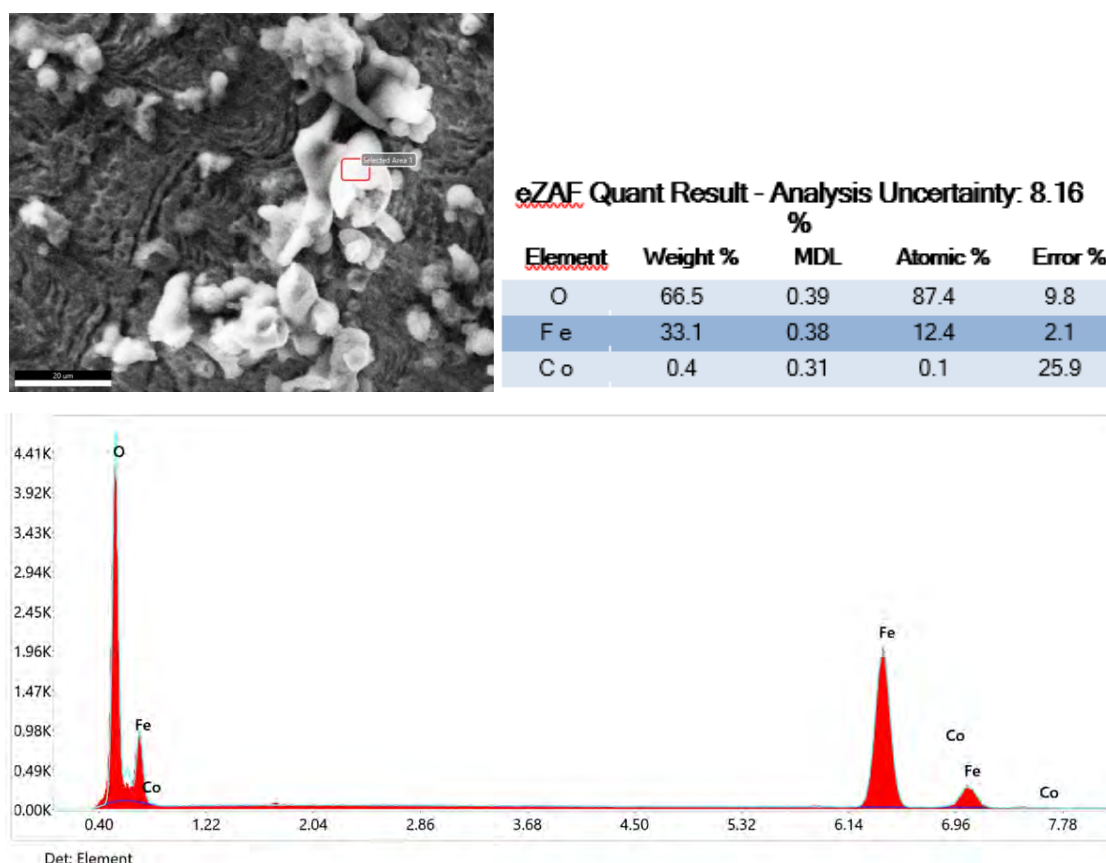 Selected Area 1
20 um
eZAF Quant Result - Analysis Uncertainty: 8.16
%
Element Weight % MDL Atomic % Error %
O 66.5 0.39 87.4 9.8
F e 33.1 0.38 12.4 2.1
C o 0.4 0.31 0.1 25.9
4.41K
3.92K
3.43K
2.94K
2.45K
1.96K
1.47K
0.98K
0.49K
0.00K
O
Fe
Co
Fe
Co
Fe
Co
0.40 1.22 2.04 2.86 3.68 4.50 5.32 6.14 6.96 7.78
Det: Element